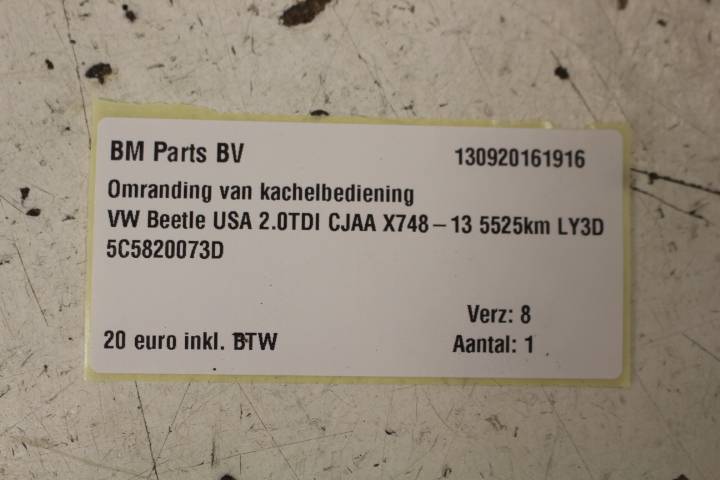 BM Parts BV 130920161916
Omranding van kachelbediening
VW Beetle USA 2.0TDI CJAA X748-13 5525km LY3D
5C5820073D
Verz: 8
20 euro inkl. BTW Aantal: 1